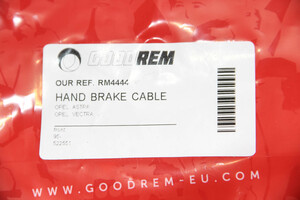 GOODREM
OUR REF. RM4444
HAND BRAKE CABLE
OPEL ASTRA
OPEL VECTRA
WWW.GOODREM-EU.COM